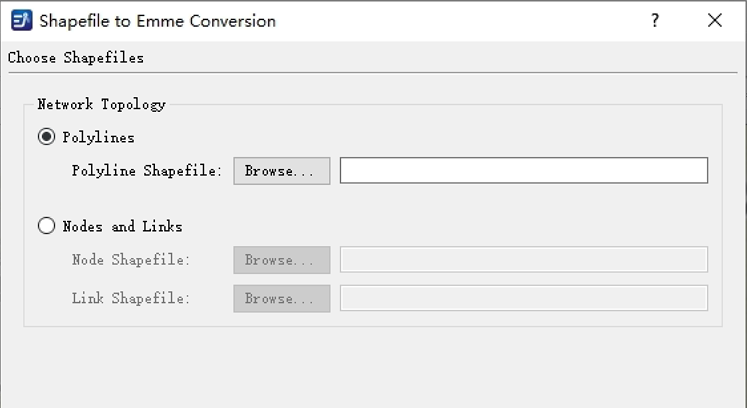 Shapefile to Emme Conversion ?
Choose Shapefiles
Network Topology
Polylines
Polyline Shapefile: Browse...
Nodes and Links
Node Shapefile: Browse...
Link Shapefile: Browse...